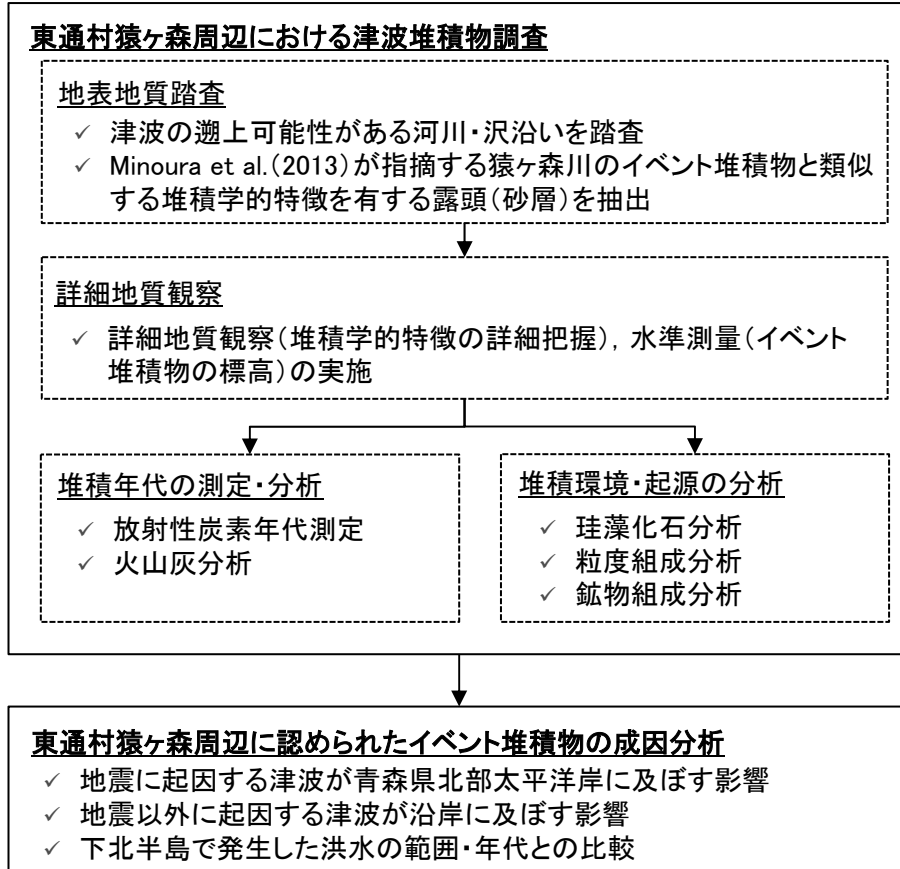 東通村猿ヶ森周辺における津波堆積物調査
地表地質踏査
✓ 津波の遡上可能性がある河川・沢沿いを踏査
✓ Minoura et al.(2013)が指摘する猿ヶ森川のイベント堆積物と類似
する堆積学的特徴を有する露頭(砂層)を抽出
詳細地質観察
✓ 詳細地質観察(堆積学的特徴の詳細把握), 水準測量(イベント
堆積物の標高)の実施
堆積年代の測定・分析
✓ 放射性炭素年代測定
✓ 火山灰分析
堆積環境・起源の分析
✓ 珪藻化石分析
✓ 粒度組成分析
✓ 鉱物組成分析
東通村猿ヶ森周辺に認められたイベント堆積物の成因分析
✓ 地震に起因する津波が青森県北部太平洋岸に及ぼす影響
✓ 地震以外に起因する津波が沿岸に及ぼす影響
✓ 下北半島で発生した洪水の範囲・年代との比較